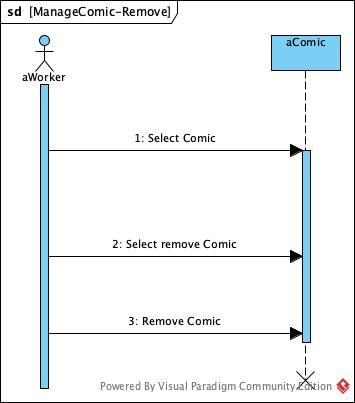 sd [ManageComic-Remove]
aWorker
aComic
1: Select Comic
2: Select remove Comic
3: Remove Comic
Powered By Visual Paradigm Community Edition